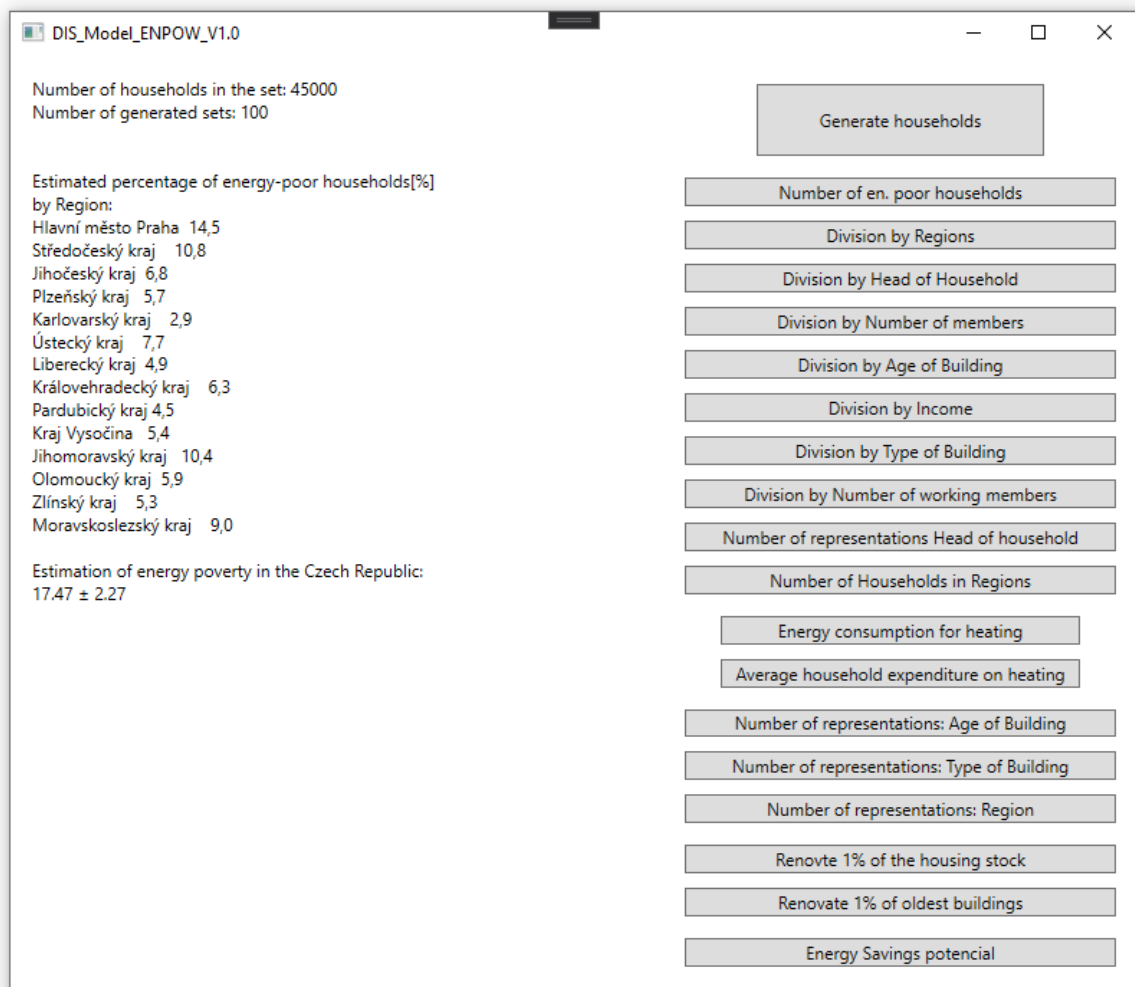 DIS_Model_ENPOW_V1.0
Number of households in the set: 45000
Number of generated sets: 100
Estimated percentage of energy-poor households[%]
by Region:
Hlavní město Praha 14,5
Středočeský kraj 10,8
Jihočeský kraj 6,8
Plzeňský kraj 5,7
Karlovarský kraj 2,9
Ústecký kraj 7,7
Liberecký kraj 4,9
Královehradecký kraj 6,3
Pardubický kraj 4,5
Kraj Vysočina 5,4
Jihomoravský kraj 10,4
Olomoucký kraj 5,9
Zlínský kraj 5,3
Moravskoslezský kraj 9,0
Estimation of energy poverty in the Czech Republic:
17.47 ± 2.27
Generate households
Number of en. poor households
Division by Regions
Division by Head of Household
Division by Number of members
Division by Age of Building
Division by Income
Division by Type of Building
Division by Number of working members
Number of representations Head of household
Number of Households in Regions
Energy consumption for heating
Average household expenditure on heating
Number of representations: Age of Building
Number of representations: Type of Building
Number of representations: Region
Renovte 1% of the housing stock
Renovate 1% of oldest buildings
Energy Savings potencial